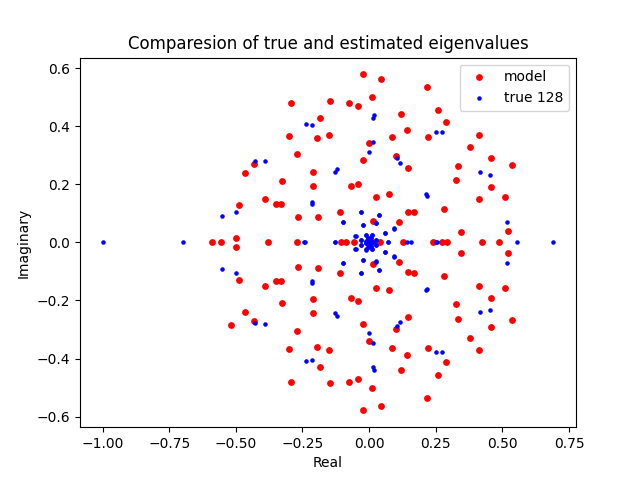 Comparesion of true and estimated eigenvalues
model
true 128
Imaginary
0.6
0.4
0.2
0.0
−0.2
−0.4
−0.6
−1.00 −0.75 −0.50 −0.25 0.00 0.25 0.50 0.75
Real